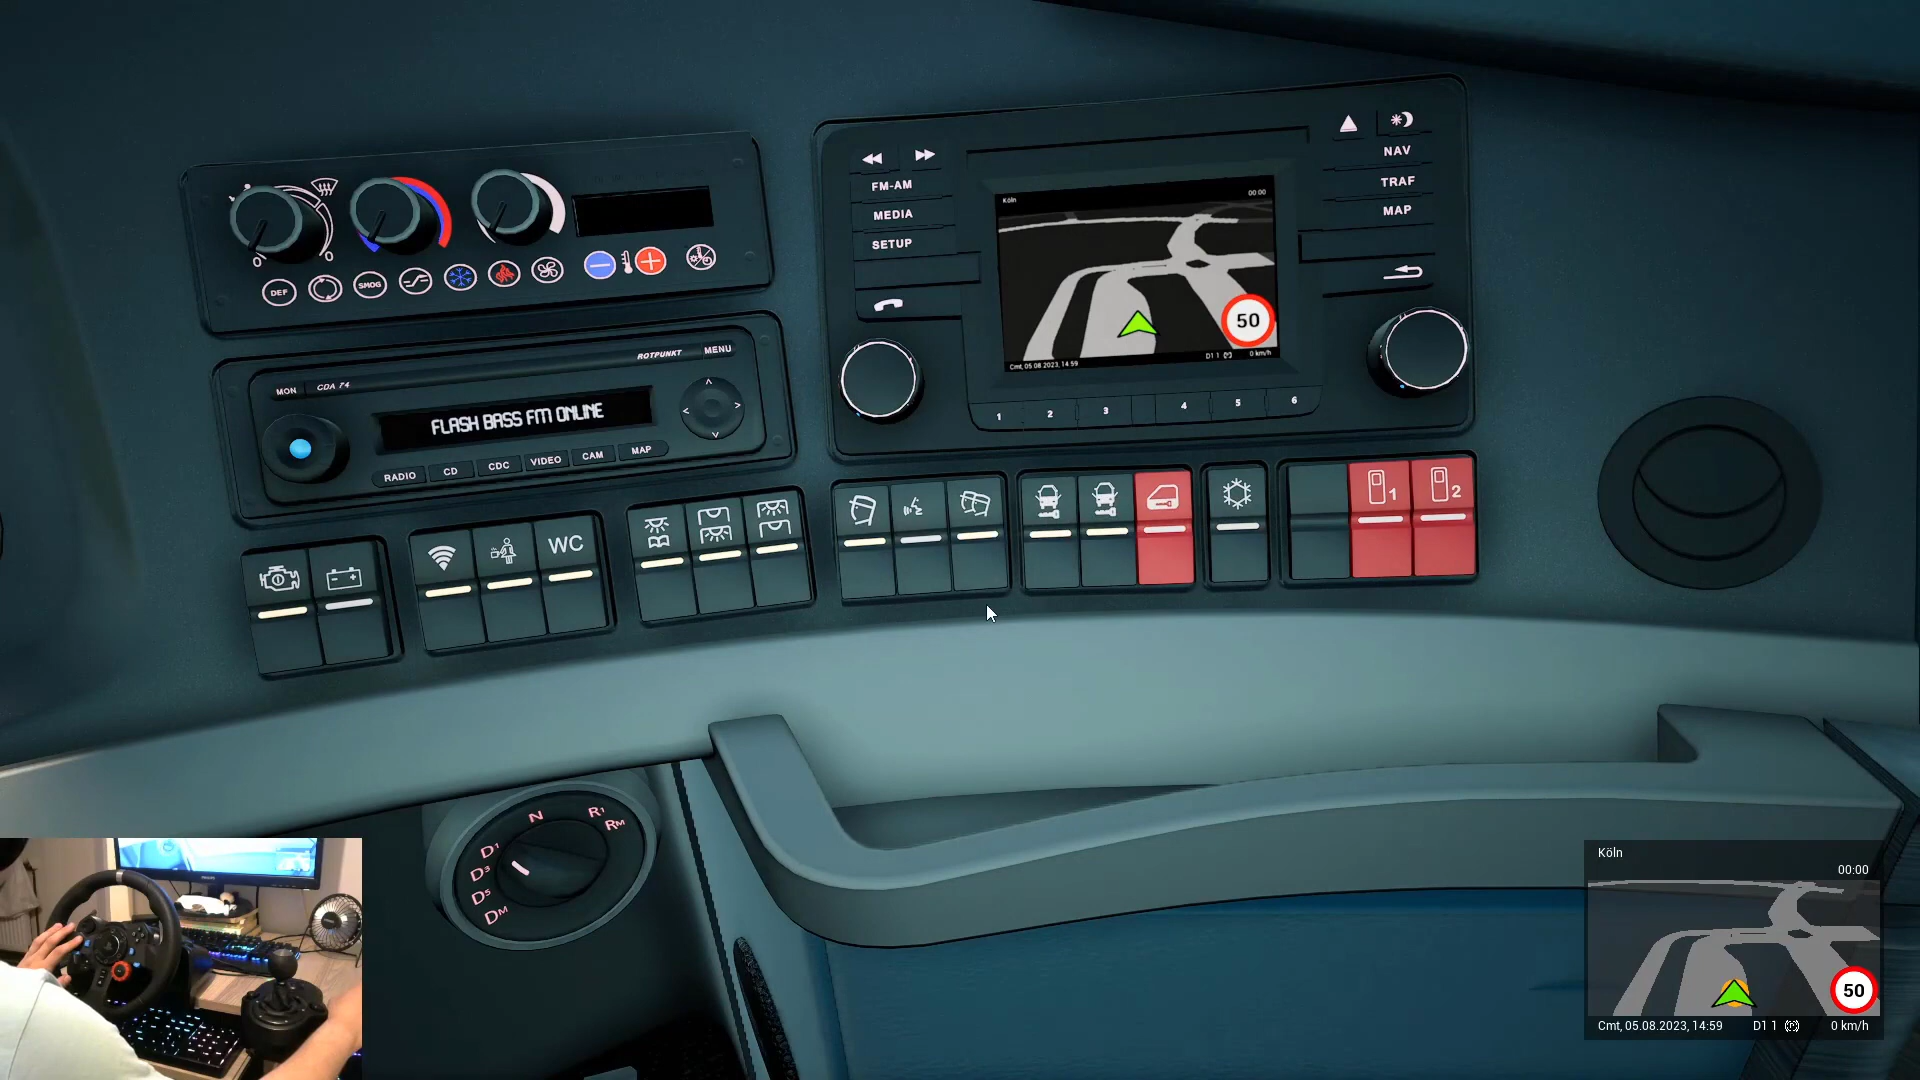 0
0
DEF
SMOG
MON
CDA 74
ROTPUNKT
MENU
FLASH BASS FM ONLINE
RADIO
CD
CDC
VIDEO
CAM
MAP
FM-AM
MEDIA
SETUP
Köln
00:00
50
Cmt, 05.08.2023, 14:59
D1 1 (P)
0 km/h
NAV
TRAF
MAP
1
2
3
4
5
6
WC
1
2
N
R1
RM
D1
D3
D5
DM
Köln
00:00
50
Cmt, 05.08.2023, 14:59
D1 1 (P)
0 km/h